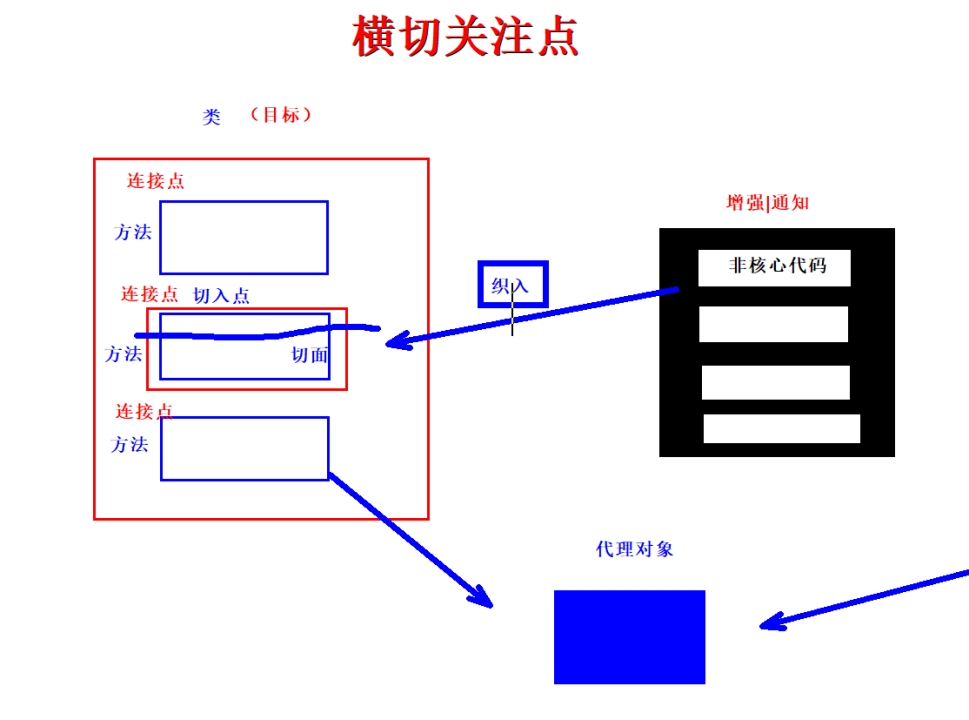 横切关注点
类 （目标）
连接点
方法
增强|通知
非核心代码
织入
连接点 切入点
方法 切面
连接点
方法
代理对象